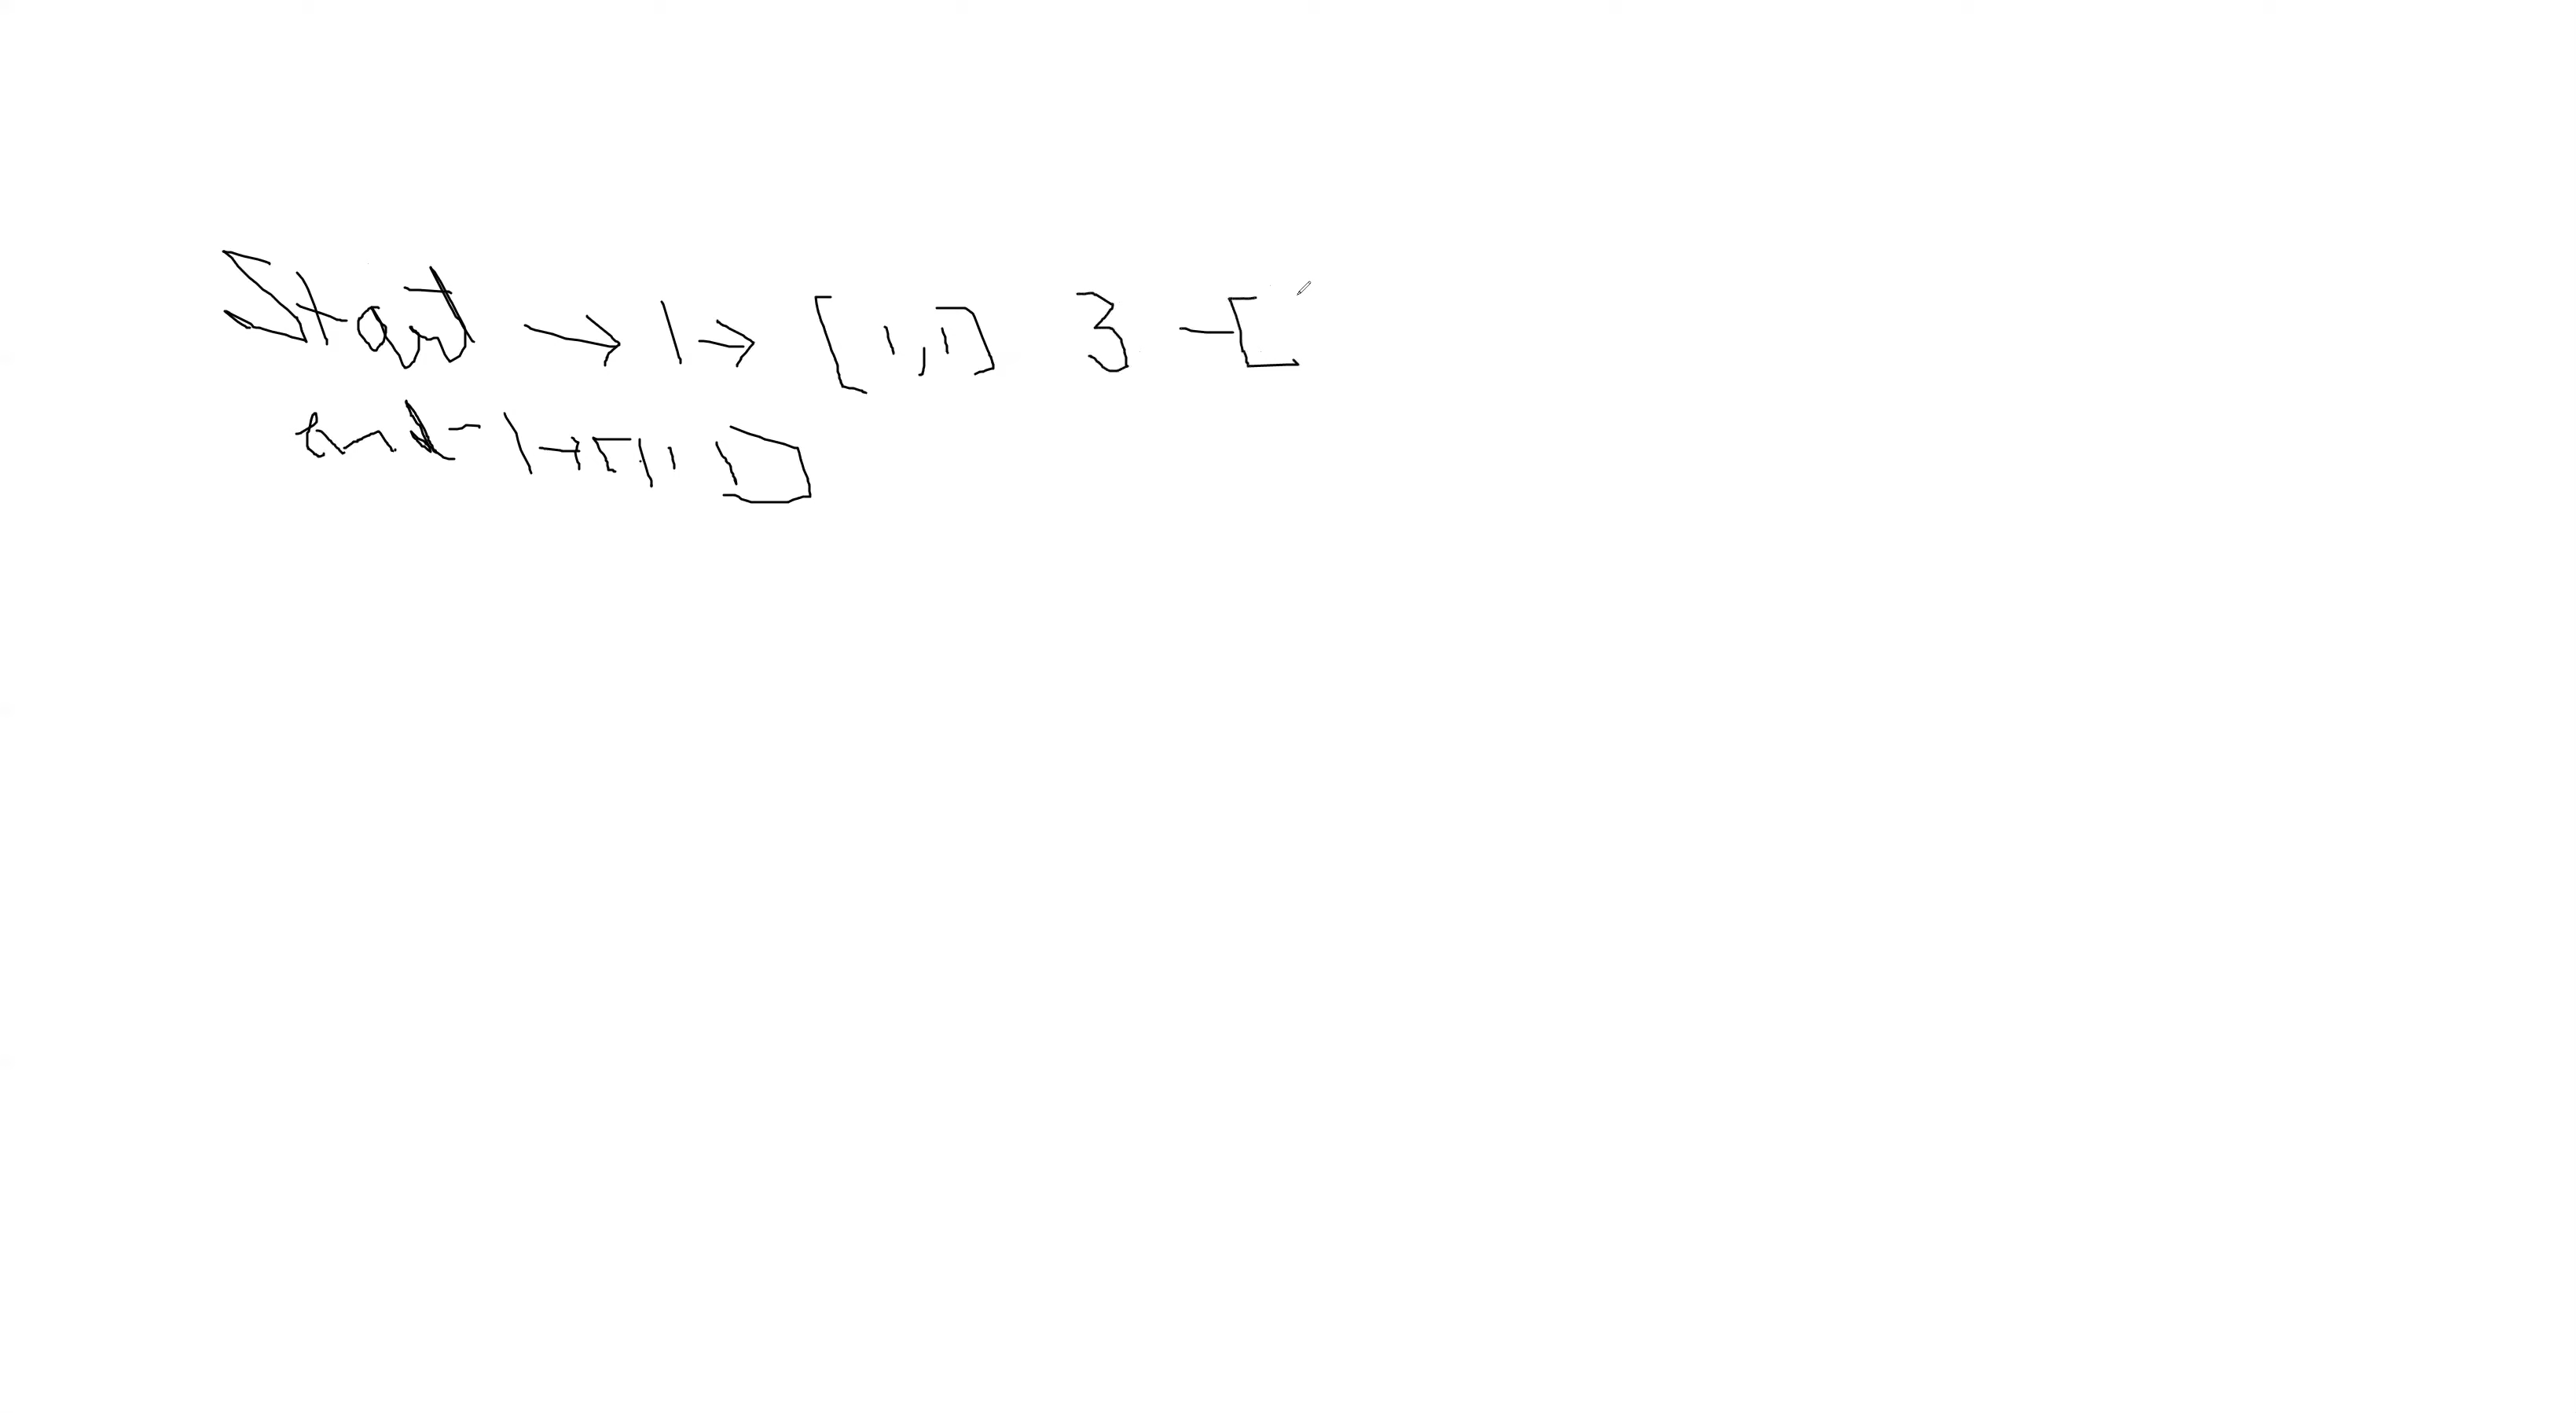 Start → 1 → [1,1] 3 - [
end - 1 → [1, 1]